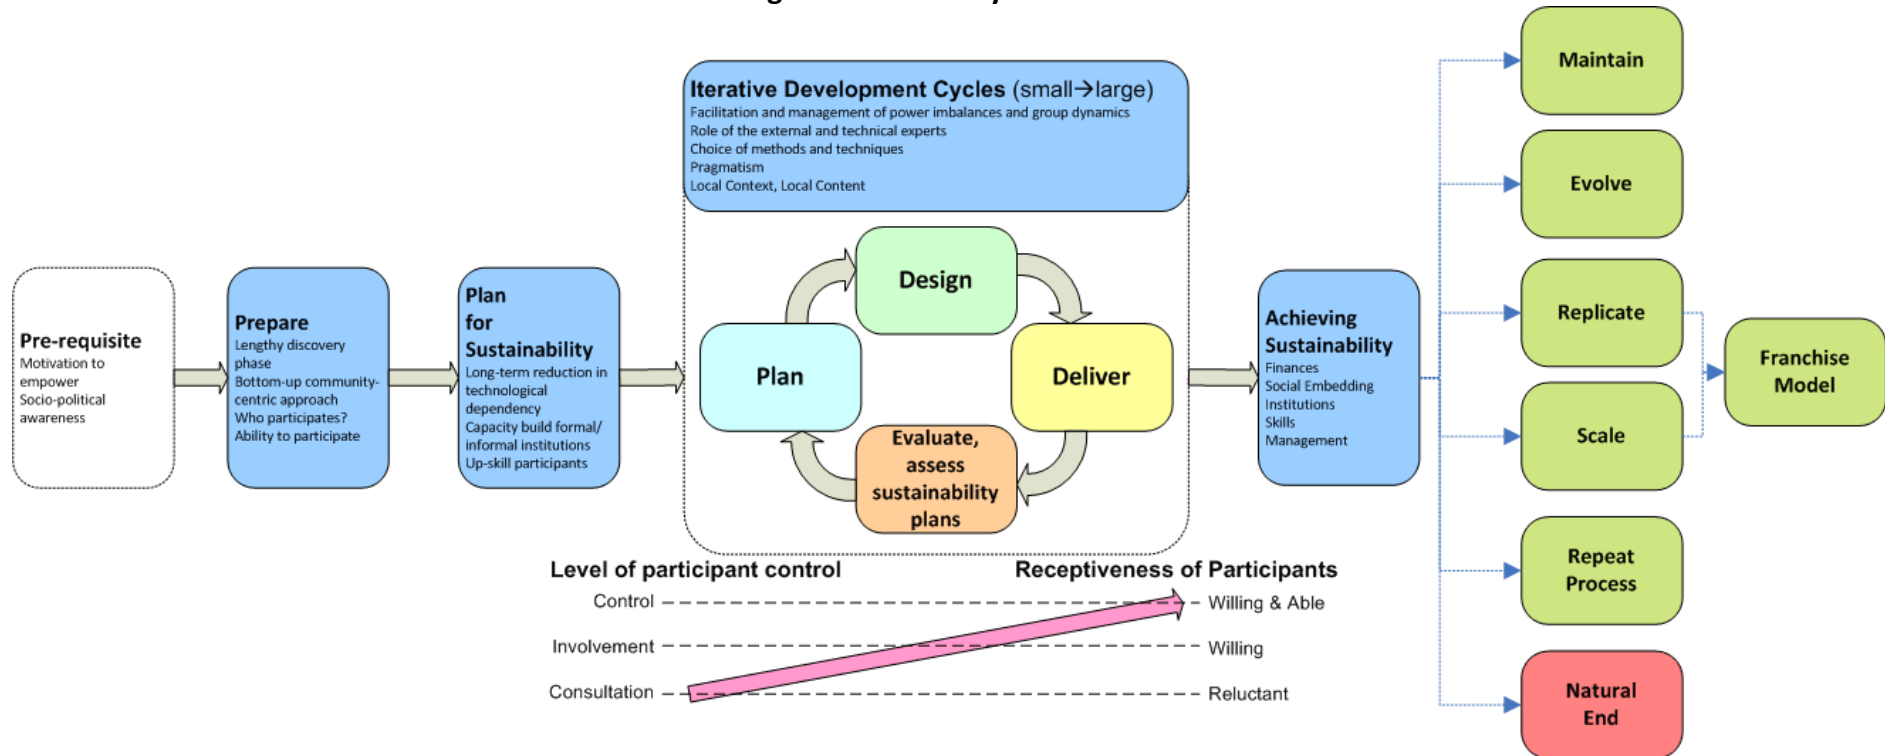 Pre-requisite
Motivation to
empower
Socio-political
awareness
Prepare
Lengthy discovery
phase
Bottom-up community-
centric approach
Who participates?
Ability to participate
Plan
for
Sustainability
Long-term reduction in
technological
dependency
Capacity build formal/
informal institutions
Up-skill participants
Iterative Development Cycles (small→large)
Facilitation and management of power imbalances and group dynamics
Role of the external and technical experts
Choice of methods and techniques
Pragmatism
Local Context, Local Content
Design
Plan
Deliver
Evaluate,
assess
sustainability
plans
Level of participant control
Control
Involvement
Consultation
Receptiveness of Participants
Willing & Able
Willing
Reluctant
Achieving
Sustainability
Finances
Social Embedding
Institutions
Skills
Management
Maintain
Evolve
Replicate
Scale
Repeat
Process
Natural
End
Franchise
Model